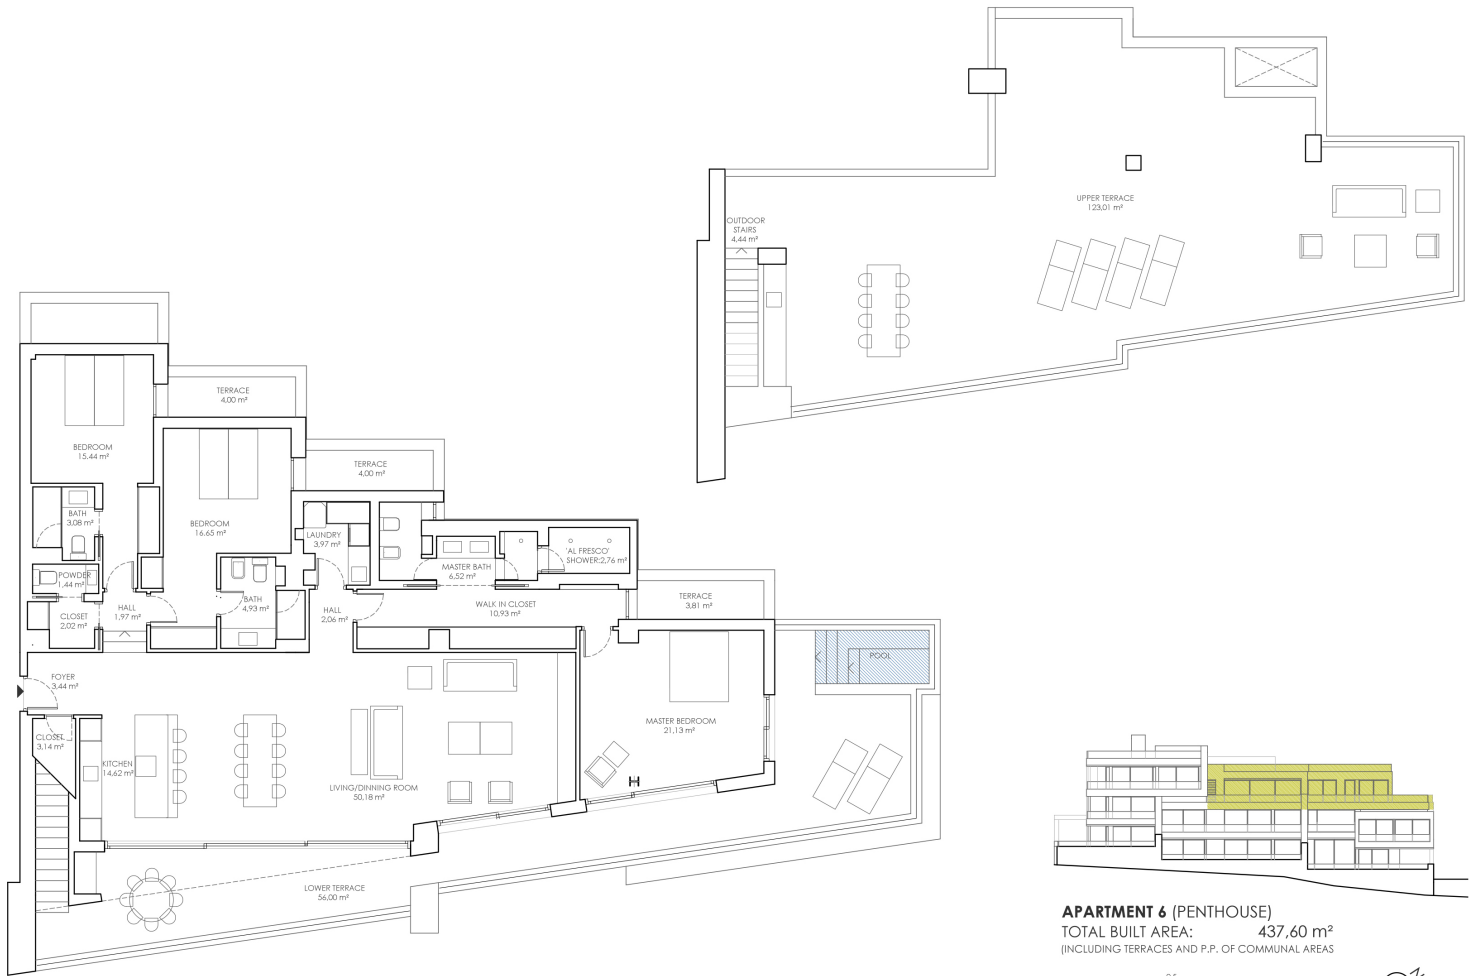 UPPER TERRACE
123,01 m²
OUTDOOR
STAIRS
4,44 m²
TERRACE
4,00 m²
BEDROOM
15,44 m²
TERRACE
4,00 m²
BATH
3,08 m²
BEDROOM
16,65 m²
LAUNDRY
3,97 m²
'AL FRESCO'
SHOWER:2,76 m²
MASTER BATH
6,52 m²
POWDER
1,44 m²
CLOSET
2,02 m²
HALL
1,97 m²
BATH
4,93 m²
HALL
2,06 m²
WALK IN CLOSET
10,93 m²
TERRACE
3,81 m²
POOL
FOYER
3,44 m²
CLOSET
3,14 m²
KITCHEN
14,62 m²
LIVING/DINNING ROOM
50,18 m²
MASTER BEDROOM
21,13 m²
LOWER TERRACE
56,00 m²
APARTMENT 6 (PENTHOUSE)
TOTAL BUILT AREA: 437,60 m²
(INCLUDING TERRACES AND P.P. OF COMMUNAL AREAS